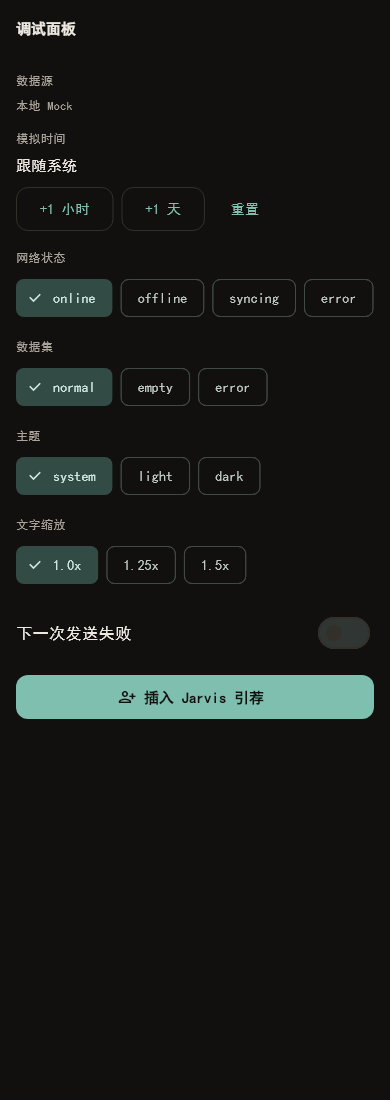 调试面板
数据源
本地 Mock
模拟时间
跟随系统
+1 小时 +1 天 重置
网络状态
online offline syncing error
数据集
normal empty error
主题
system light dark
文字缩放
1.0x 1.25x 1.5x
下一次发送失败
插入 Jarvis 引荐